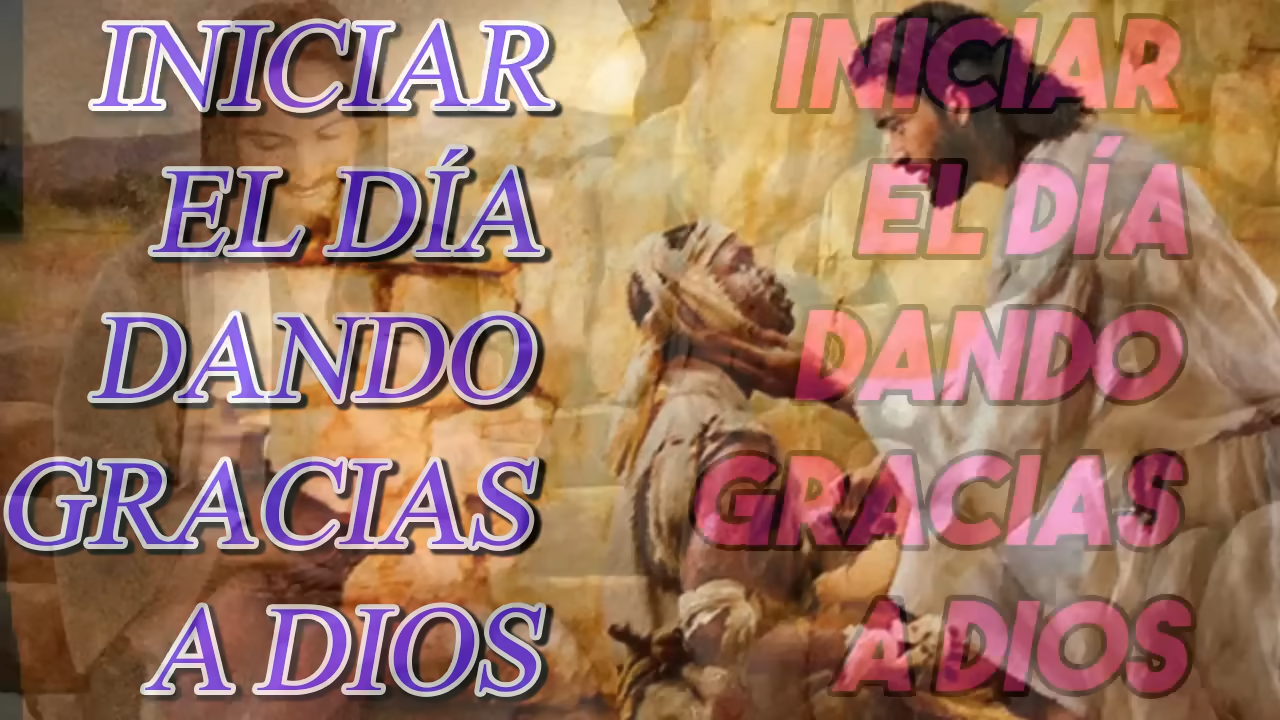 INICIAR
EL DÍA
DANDO
GRACIAS
A DIOS
INICIAR
EL DÍA
DANDO
GRACIAS
A DIOS